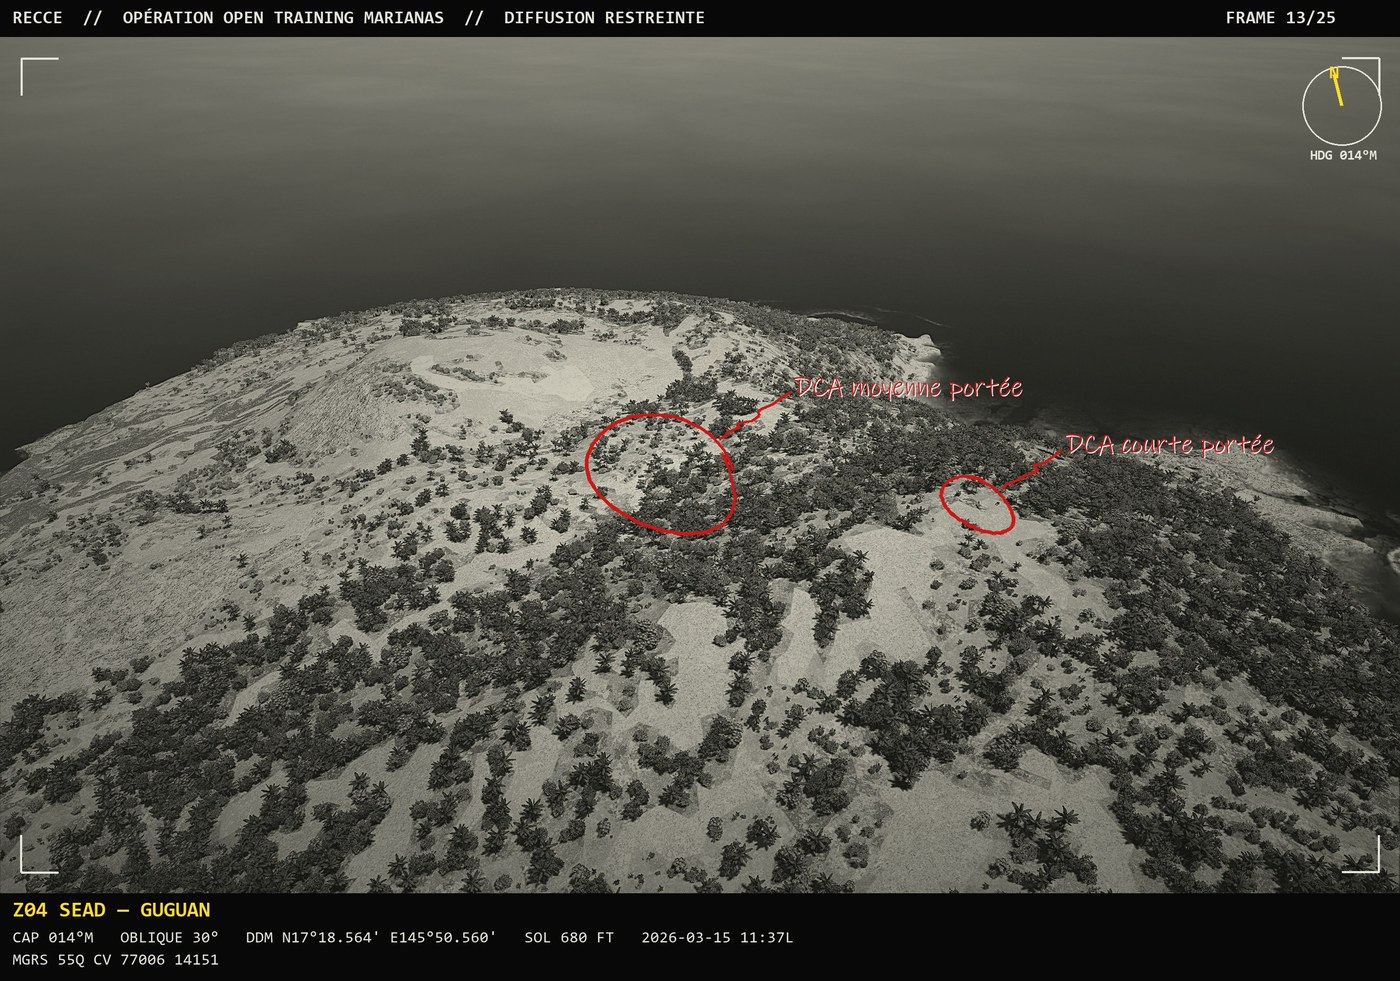 RECCE // OPÉRATION OPEN TRAINING MARIANAS // DIFFUSION RESTREINTE
FRAME 13/25
N
HDG 014°M
DCA moyenne portée
DCA courte portée
Z04 SEAD — GUGUAN
CAP 014°M OBLIQUE 30° DDM N17°18.564' E145°50.560' SOL 680 FT 2026-03-15 11:37L
MGRS 55Q CV 77006 14151